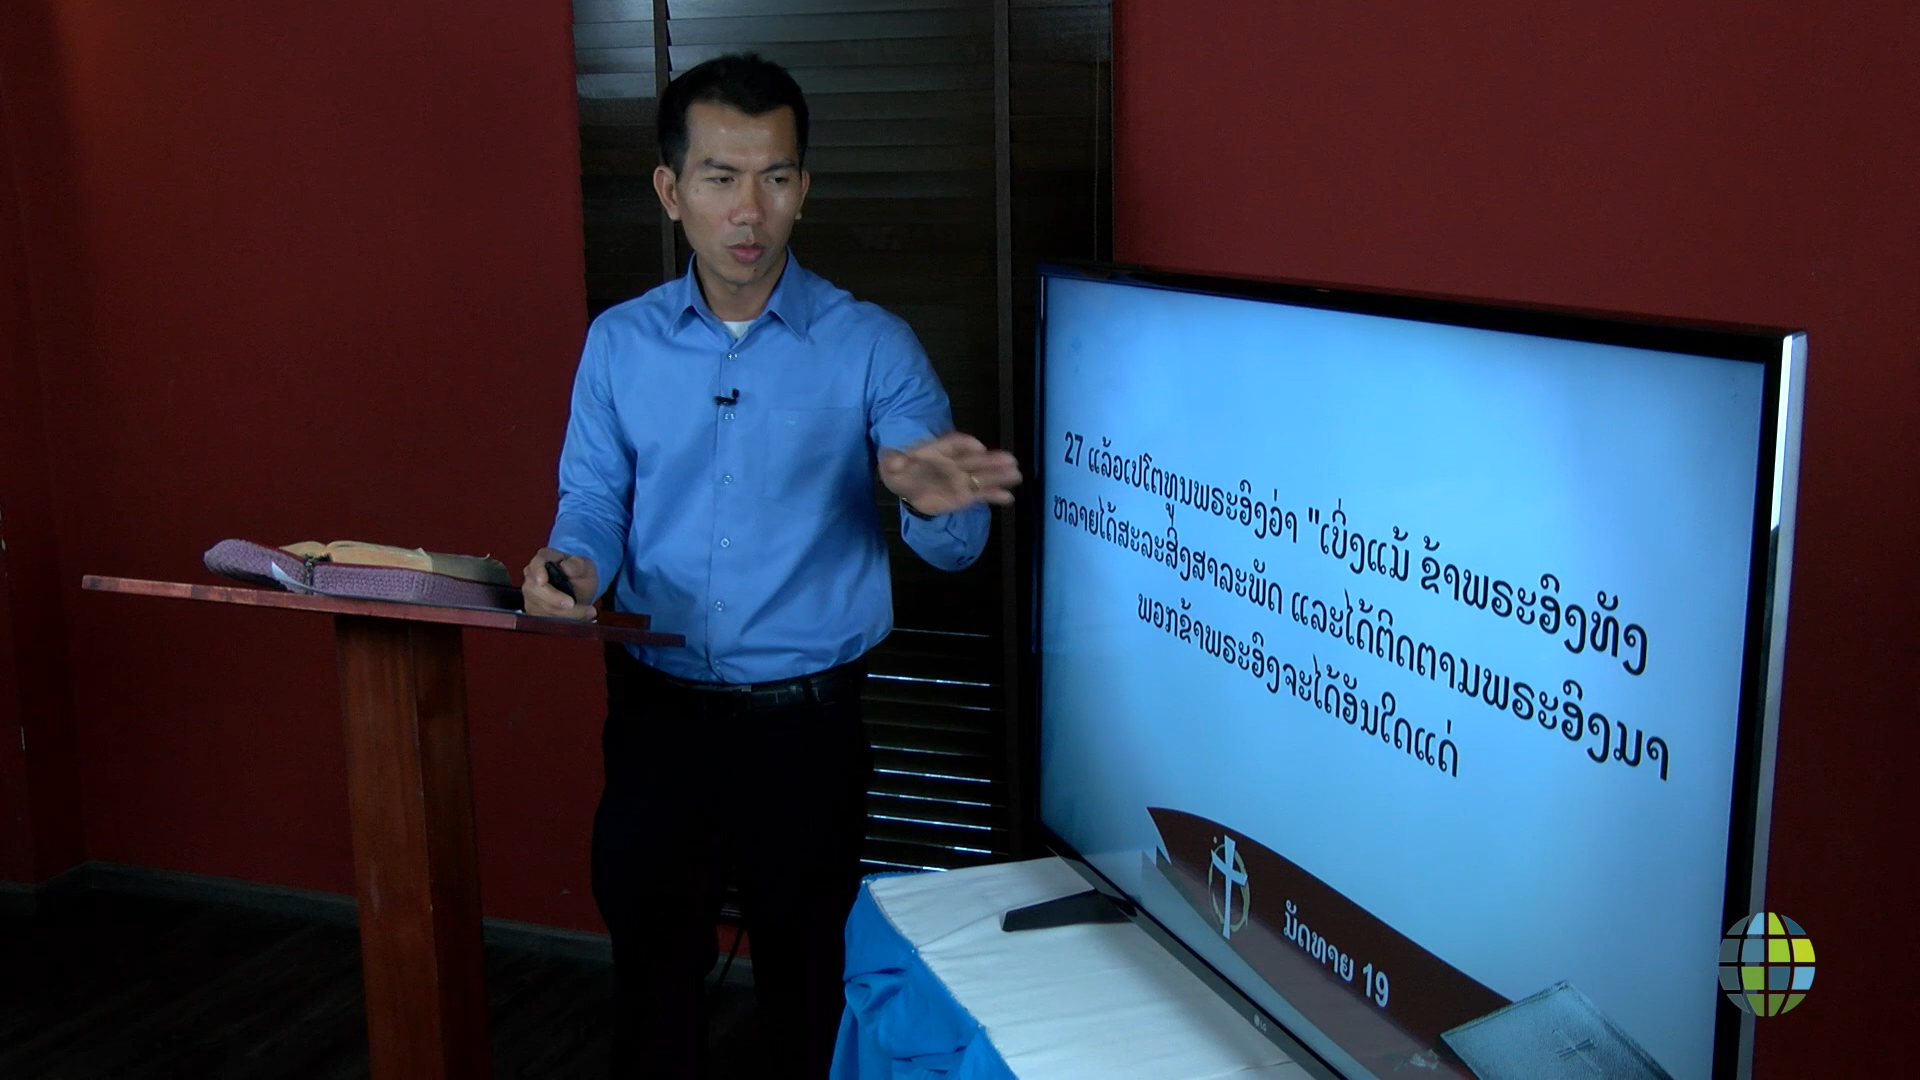 27 ແລ້ວເປໂຕທູນພຣະອົງວ່າ "ເບິ່ງແມ້ ຂ້າພຣະອົງທັງ
ຫລາຍໄດ້ສະລະສິ່ງສາລະພັດ ແລະໄດ້ຕິດຕາມພຣະອົງມາ
ພວກຂ້າພຣະອົງຈະໄດ້ອັນໃດແດ່
ມັດທາຍ 19
LG